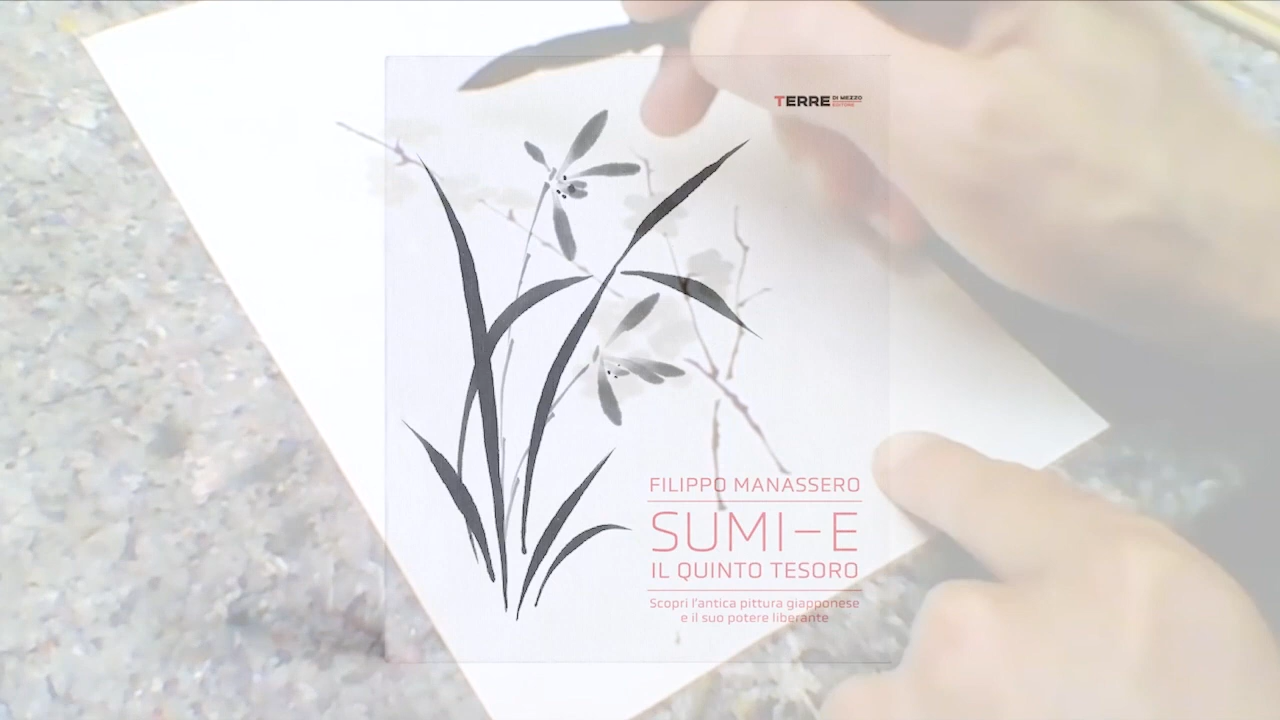 TERRE DI MEZZO
EDITORE
FILIPPO MANASSERO
SUMI-E
IL QUINTO TESORO
Scopri l'antica pittura giapponese
e il suo potere liberante